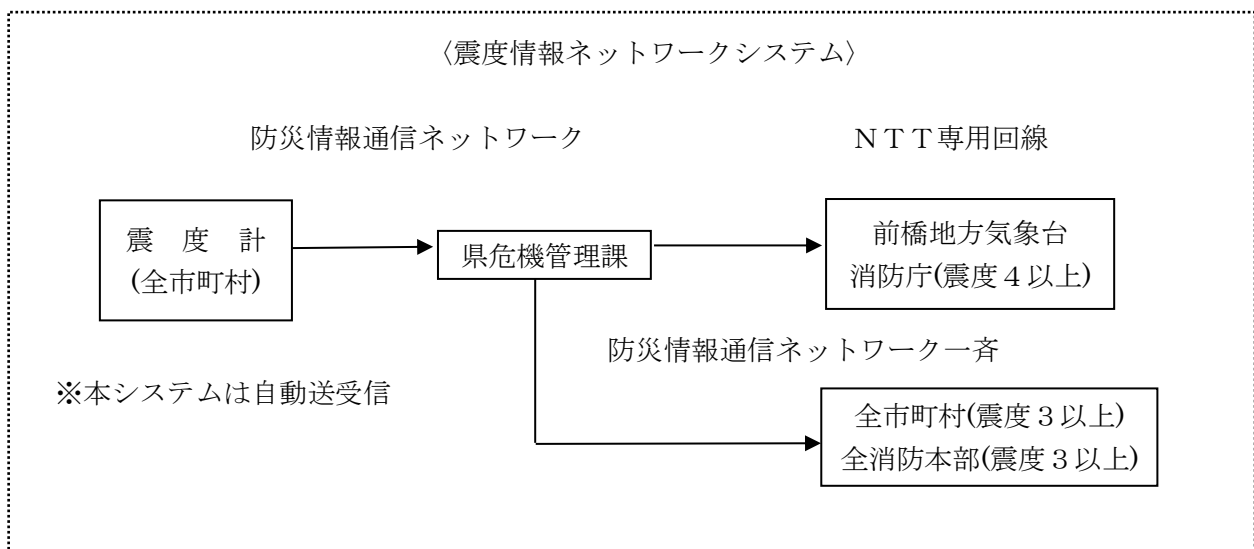 〈震度情報ネットワークシステム〉
防災情報通信ネットワーク
ＮＴＴ専用回線
震　度　計
(全市町村)
県危機管理課
前橋地方気象台
消防庁(震度４以上)
防災情報通信ネットワーク一斉
※本システムは自動送受信
全市町村(震度３以上)
全消防本部(震度３以上)